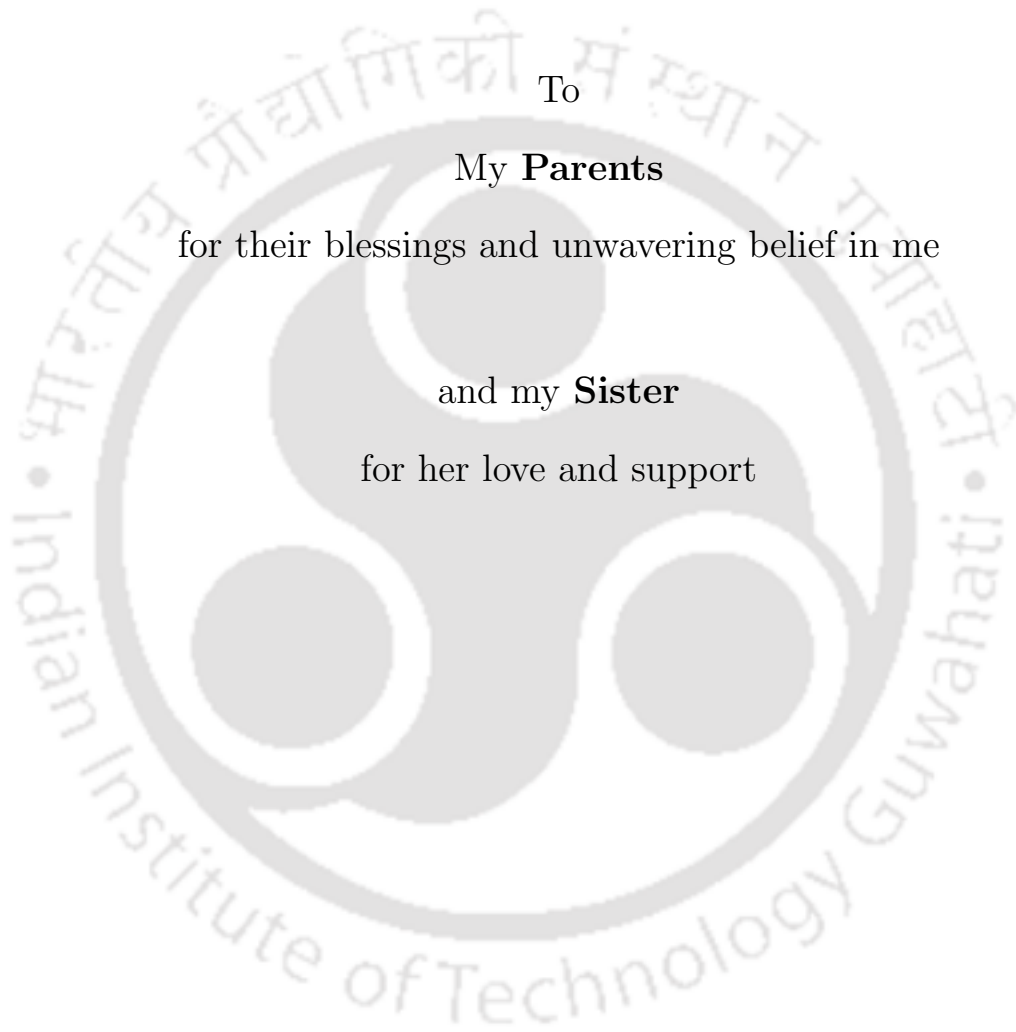 To
My Parents
for their blessings and unwavering belief in me
and my Sister
for her love and support
भारतीय प्रौद्योगिकी संस्थान गुवाहाटी
• Indian Institute of Technology Guwahati •